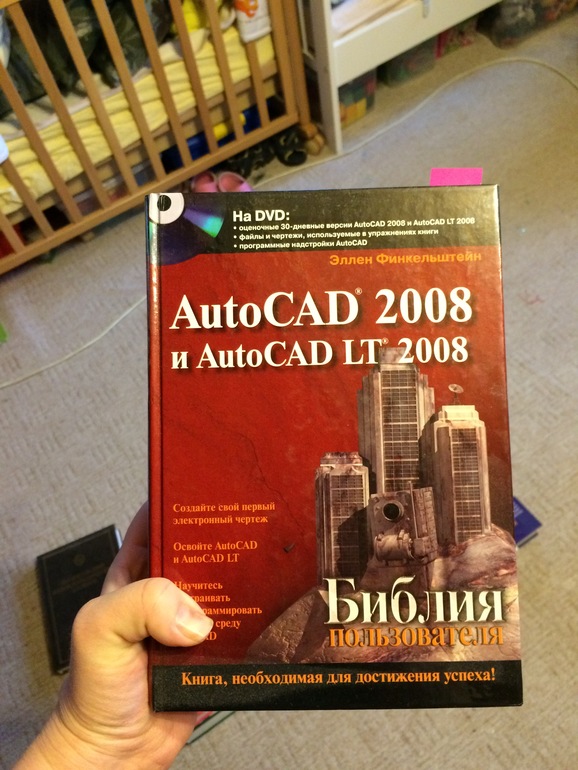 На DVD:
• оценочные 30-дневные версии AutoCAD 2008 и AutoCAD LT 2008
• файлы и чертежи, используемые в упражнениях книги
• программные надстройки AutoCAD
Эллен Финкельштейн
AutoCAD® 2008
и AutoCAD LT® 2008
Создайте свой первый
электронный чертеж
Освойте AutoCAD
и AutoCAD LT
Научитесь
среду
Библия
пользователя
Книга, необходимая для достижения успеха!